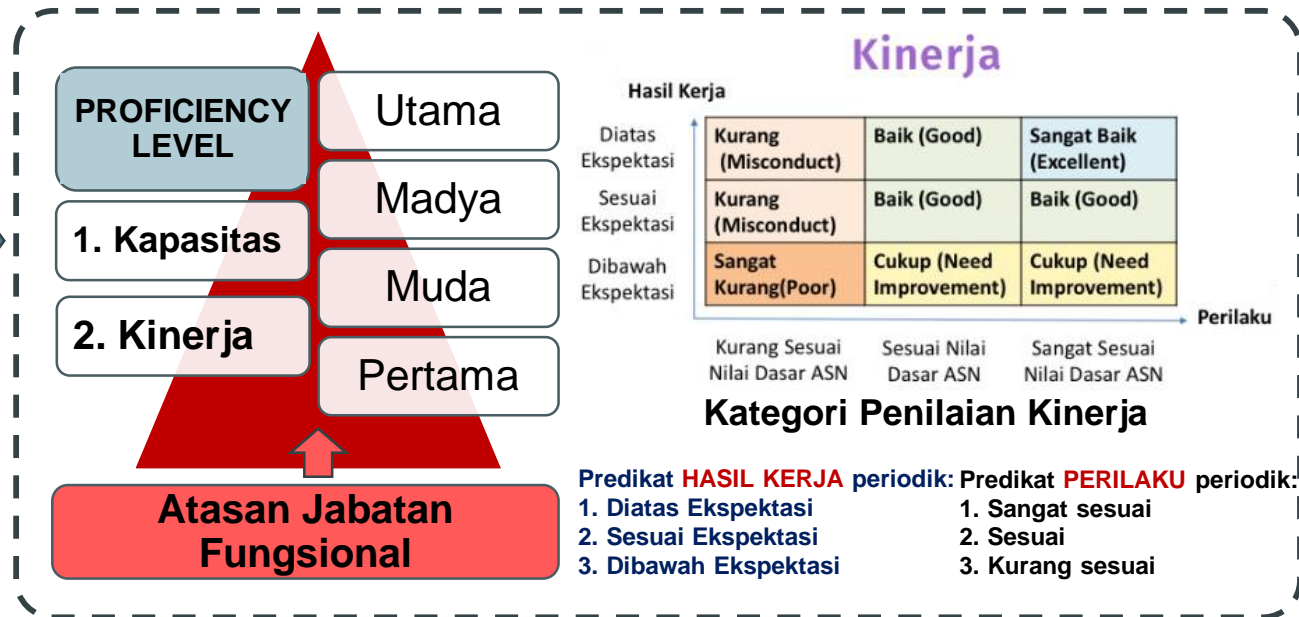 PROFICIENCY
LEVEL
1. Kapasitas
2. Kinerja
Utama
Madya
Muda
Pertama
Atasan Jabatan
Fungsional
Kinerja
Hasil Kerja
Diatas
Ekspektasi
Kurang
(Misconduct)
Baik (Good)
Sangat Baik
(Excellent)
Sesuai
Ekspektasi
Kurang
(Misconduct)
Baik (Good)
Baik (Good)
Dibawah
Ekspektasi
Sangat
Kurang(Poor)
Cukup (Need
Improvement)
Cukup (Need
Improvement)
Perilaku
Kurang Sesuai
Nilai Dasar ASN
Sesuai Nilai
Dasar ASN
Sangat Sesuai
Nilai Dasar ASN
Kategori Penilaian Kinerja
Predikat HASIL KERJA periodik:
1. Diatas Ekspektasi
2. Sesuai Ekspektasi
3. Dibawah Ekspektasi
Predikat PERILAKU periodik:
1. Sangat sesuai
2. Sesuai
3. Kurang sesuai